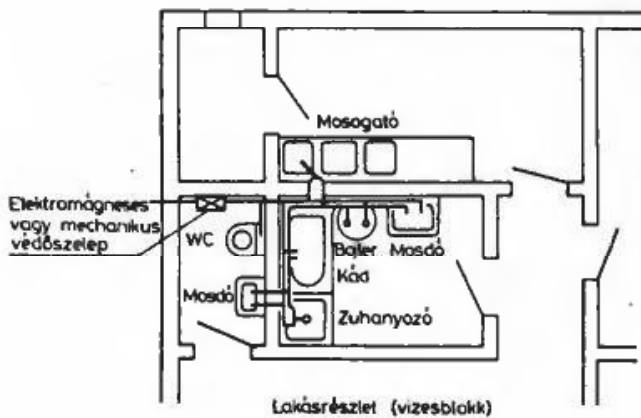 Mosogató
Elektromágneses
vagy mechanikus
védőszelep
WC
Bojler
Mosdó
Kád
Mosdó
Zuhanyozó
Lakásrészlet (vizesblokk)